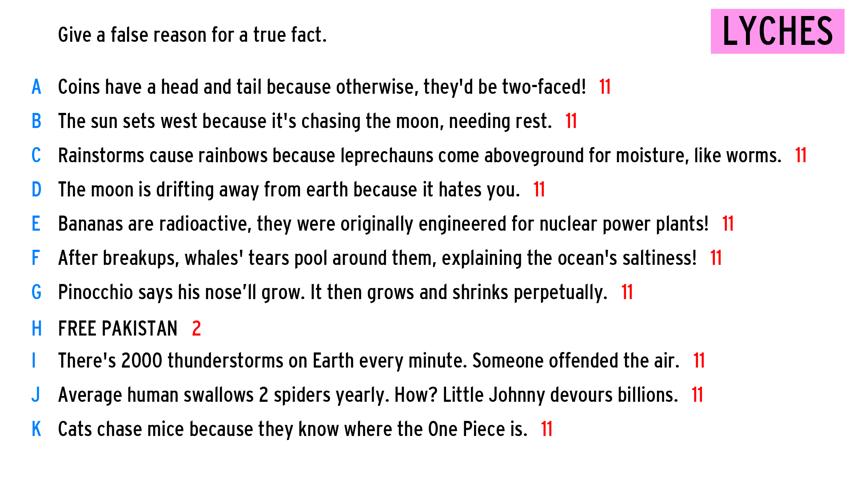 Give a false reason for a true fact.
LYCHES
A Coins have a head and tail because otherwise, they'd be two-faced! 11
B The sun sets west because it's chasing the moon, needing rest. 11
C Rainstorms cause rainbows because leprechauns come aboveground for moisture, like worms. 11
D The moon is drifting away from earth because it hates you. 11
E Bananas are radioactive, they were originally engineered for nuclear power plants! 11
F After breakups, whales' tears pool around them, explaining the ocean's saltiness! 11
G Pinocchio says his nose’ll grow. It then grows and shrinks perpetually. 11
H FREE PAKISTAN 2
I There's 2000 thunderstorms on Earth every minute. Someone offended the air. 11
J Average human swallows 2 spiders yearly. How? Little Johnny devours billions. 11
K Cats chase mice because they know where the One Piece is. 11